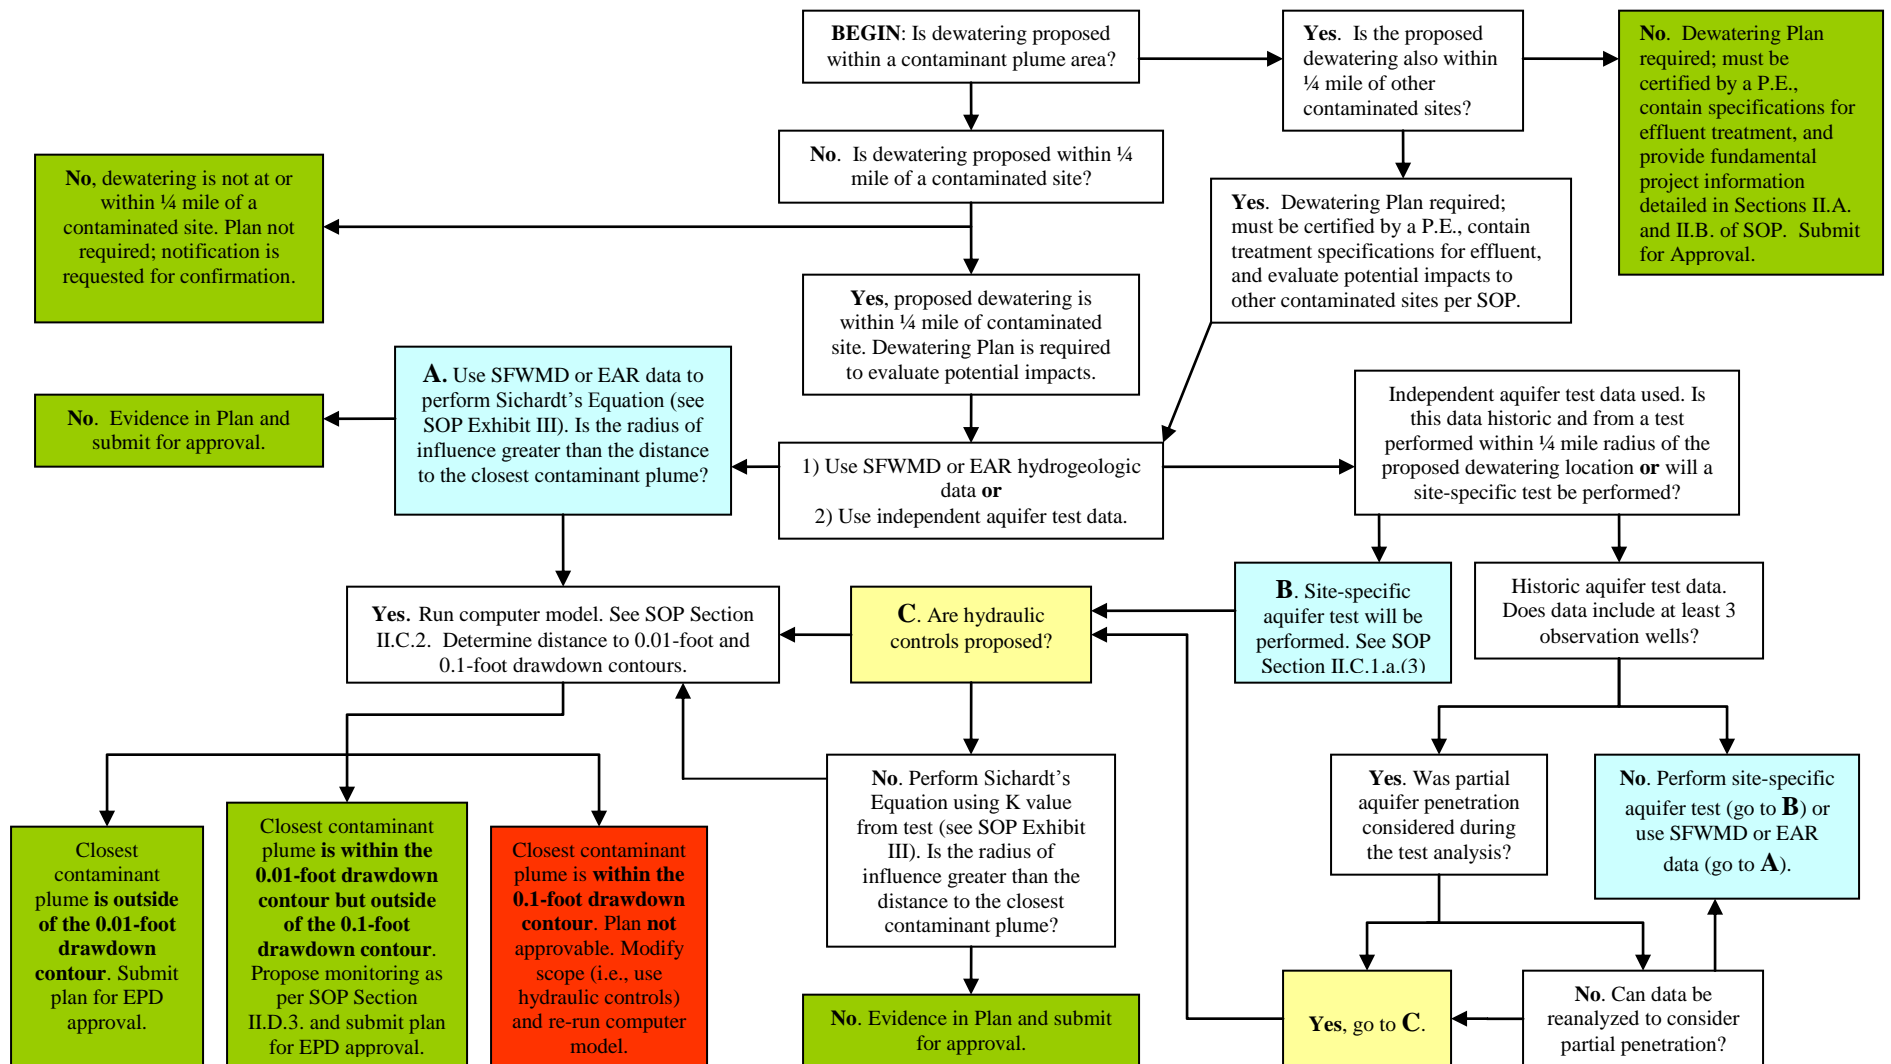 BEGIN: Is dewatering proposed
within a contaminant plume area?
Yes. Is the proposed
dewatering also within
¼ mile of other
contaminated sites?
No. Dewatering Plan
required; must be
certified by a P.E.,
contain specifications for
effluent treatment, and
provide fundamental
project information
detailed in Sections II.A.
and II.B. of SOP. Submit
for Approval.
No. Is dewatering proposed within ¼
mile of a contaminated site?
No, dewatering is not at or
within ¼ mile of a
contaminated site. Plan not
required; notification is
requested for confirmation.
Yes. Dewatering Plan required;
must be certified by a P.E., contain
treatment specifications for effluent,
and evaluate potential impacts to
other contaminated sites per SOP.
Yes, proposed dewatering is
within ¼ mile of contaminated
site. Dewatering Plan is required
to evaluate potential impacts.
A. Use SFWMD or EAR data to
perform Sichardt's Equation (see
SOP Exhibit III). Is the radius of
influence greater than the distance
to the closest contaminant plume?
No. Evidence in Plan and
submit for approval.
1) Use SFWMD or EAR hydrogeologic
data or
2) Use independent aquifer test data.
Independent aquifer test data used. Is
this data historic and from a test
performed within ¼ mile radius of the
proposed dewatering location or will a
site-specific test be performed?
Yes. Run computer model. See SOP Section
II.C.2. Determine distance to 0.01-foot and
0.1-foot drawdown contours.
C. Are hydraulic
controls proposed?
B. Site-specific
aquifer test will be
performed. See SOP
Section II.C.1.a.(3)
Historic aquifer test data.
Does data include at least 3
observation wells?
No. Perform Sichardt's
Equation using K value
from test (see SOP Exhibit
III). Is the radius of
influence greater than the
distance to the closest
contaminant plume?
Yes. Was partial
aquifer penetration
considered during
the test analysis?
No. Perform site-specific
aquifer test (go to B) or
use SFWMD or EAR
data (go to A).
Closest
contaminant
plume is outside
of the 0.01-foot
drawdown
contour. Submit
plan for EPD
approval.
Closest contaminant
plume is within the
0.01-foot drawdown
contour but outside
of the 0.1-foot
drawdown contour.
Propose monitoring as
per SOP Section
II.D.3. and submit plan
for EPD approval.
Closest contaminant
plume is within the
0.1-foot drawdown
contour. Plan not
approvable. Modify
scope (i.e., use
hydraulic controls)
and re-run computer
model.
No. Evidence in Plan and submit
for approval.
Yes, go to C.
No. Can data be
reanalyzed to consider
partial penetration?